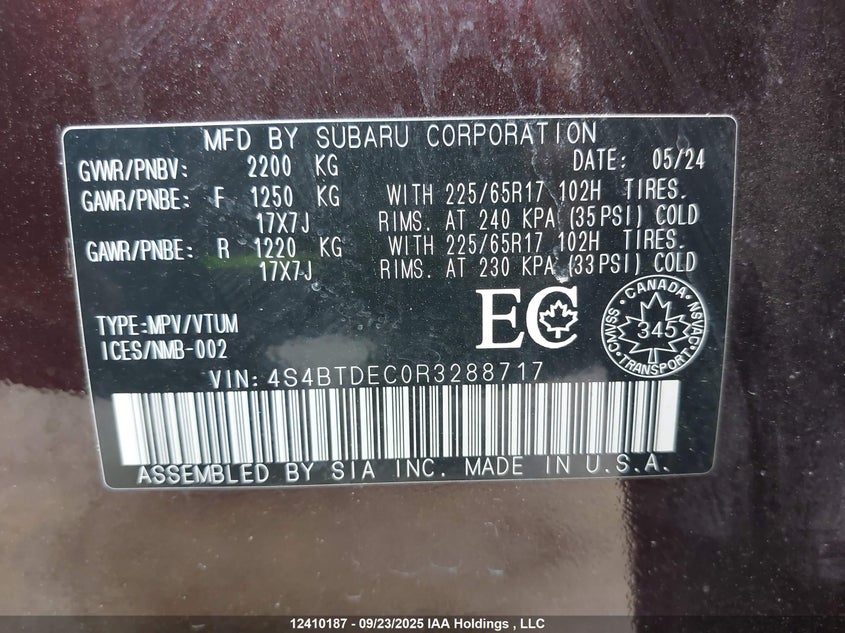 MFD BY SUBARU CORPORATION
GVWR/PNBV: 2200 KG DATE: 05/24
GAWR/PNBE: F 1250 KG WITH 225/65R17 102H TIRES.
17X7J RIMS. AT 240 KPA (35PSI) COLD
GAWR/PNBE: R 1220 KG WITH 225/65R17 102H TIRES.
17X7J RIMS. AT 230 KPA (33PSI) COLD
TYPE:MPV/VTUM
ICES/NMB-002
EC
CANADA
CMVSS
345
NSVAC
TRANSPORT
VIN: 4S4BTDEC0R3288717
ASSEMBLED BY SIA INC. MADE IN U.S.A.
12410187 - 09/23/2025 IAA Holdings , LLC